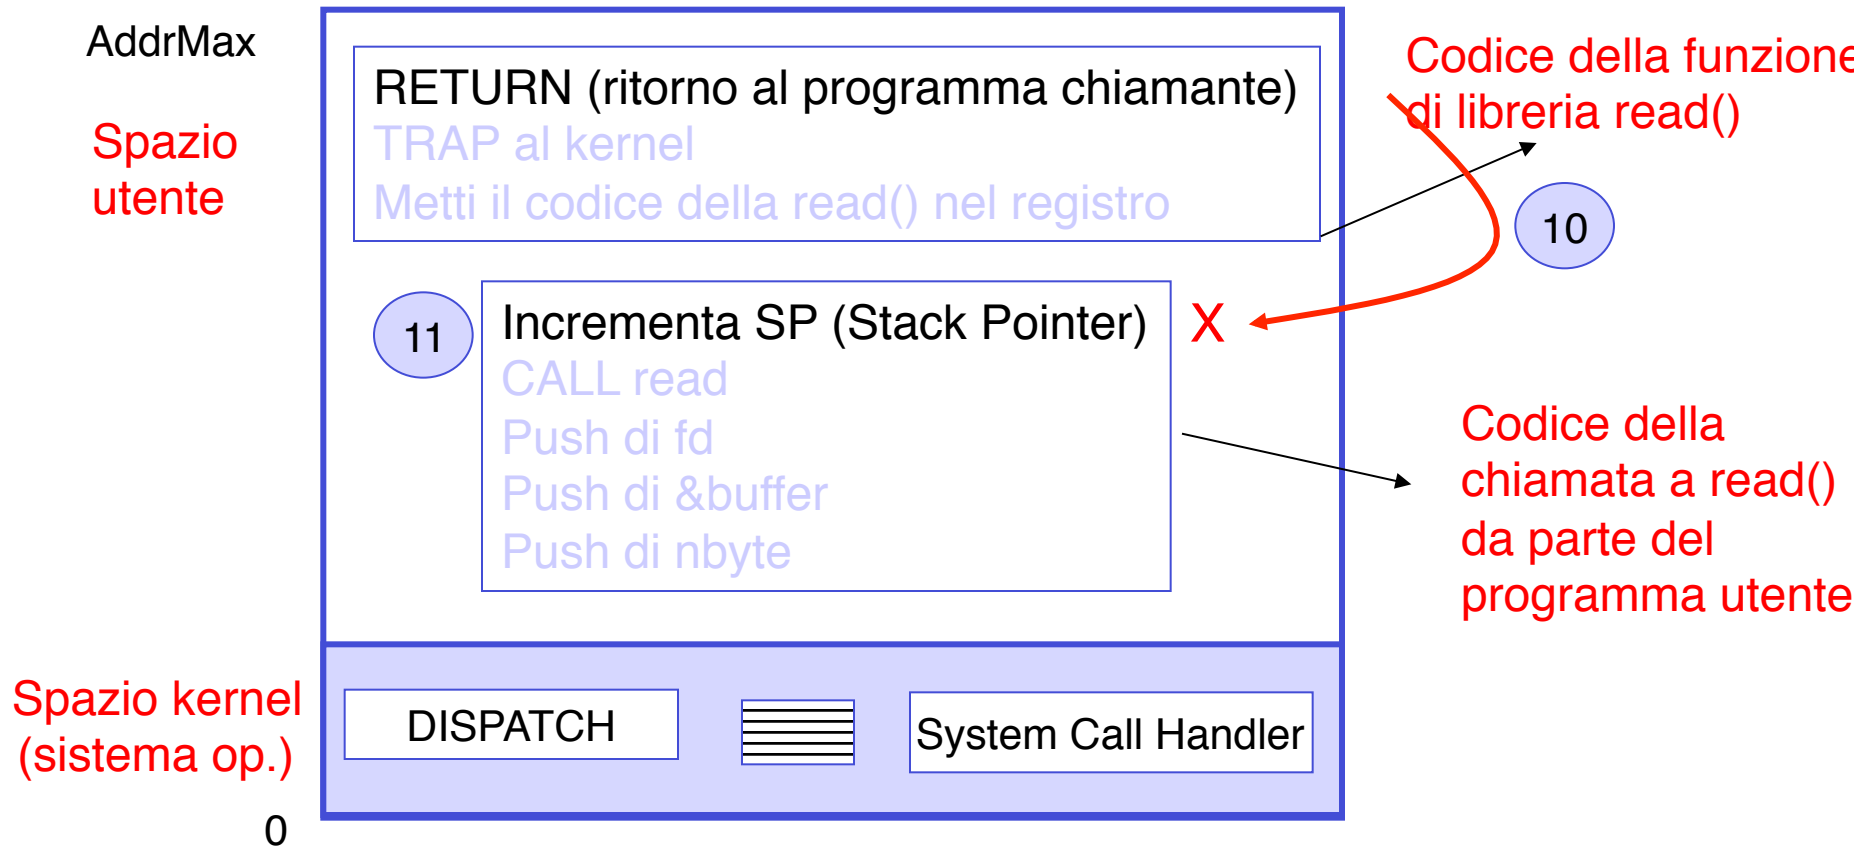 AddrMax
Spazio
utente
RETURN (ritorno al programma chiamante)
TRAP al kernel
Metti il codice della read() nel registro
Codice della funzione
di libreria read()
10
11
Incrementa SP (Stack Pointer)
CALL read
Push di fd
Push di &buffer
Push di nbyte
X
Codice della
chiamata a read()
da parte del
programma utente
Spazio kernel
(sistema op.)
DISPATCH
System Call Handler
0